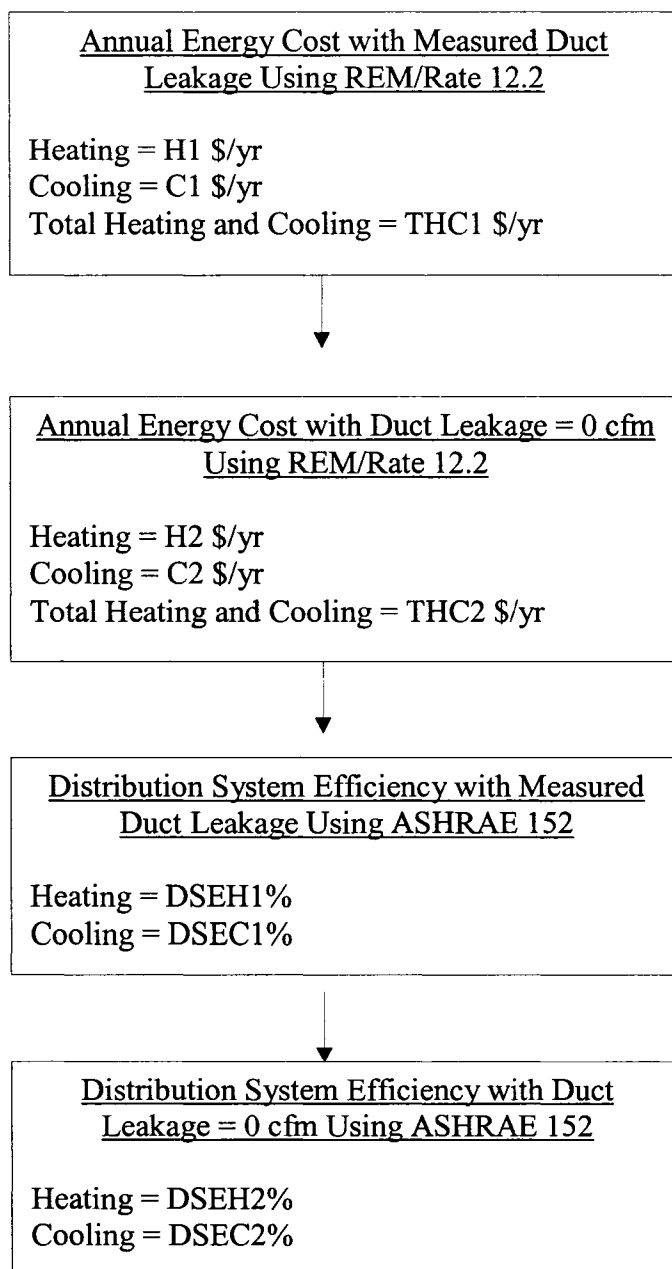 Annual Energy Cost with Measured Duct
Leakage Using REM/Rate 12.2
Heating = H1 $/yr
Cooling = C1 $/yr
Total Heating and Cooling = THC1 $/yr
Annual Energy Cost with Duct Leakage = 0 cfm
Using REM/Rate 12.2
Heating = H2 $/yr
Cooling = C2 $/yr
Total Heating and Cooling = THC2 $/yr
Distribution System Efficiency with Measured
Duct Leakage Using ASHRAE 152
Heating = DSEH1%
Cooling = DSEC1%
Distribution System Efficiency with Duct
Leakage = 0 cfm Using ASHRAE 152
Heating = DSEH2%
Cooling = DSEC2%